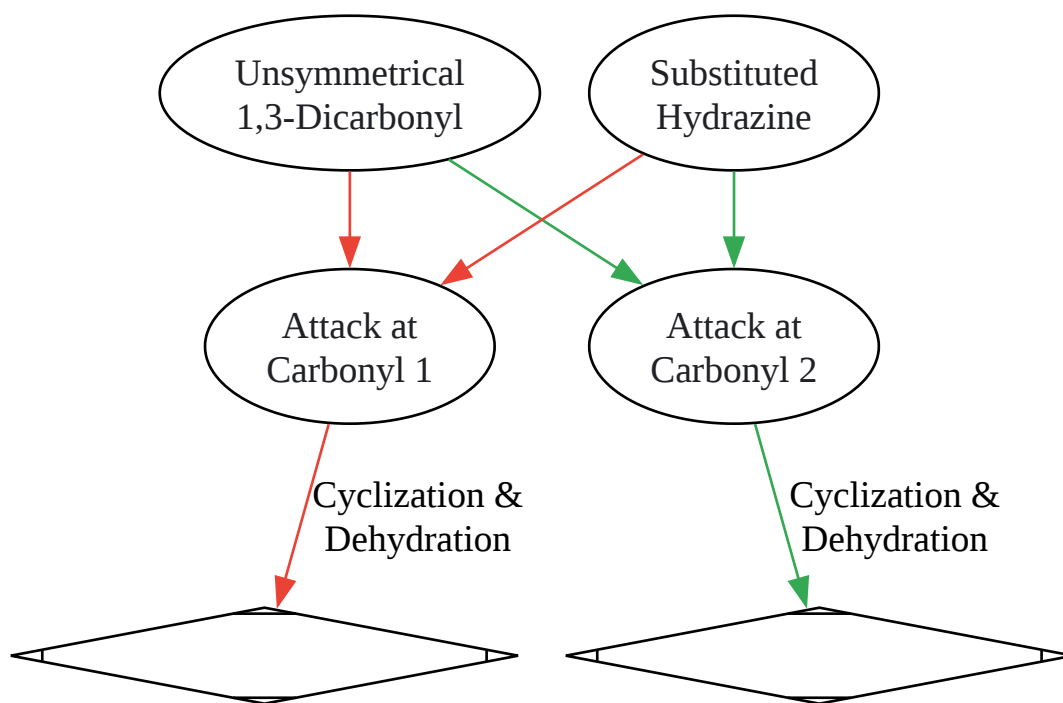 Unsymmetrical
1,3-Dicarbonyl
Substituted
Hydrazine
Attack at
Carbonyl 1
Attack at
Carbonyl 2
Cyclization &
Dehydration
Cyclization &
Dehydration